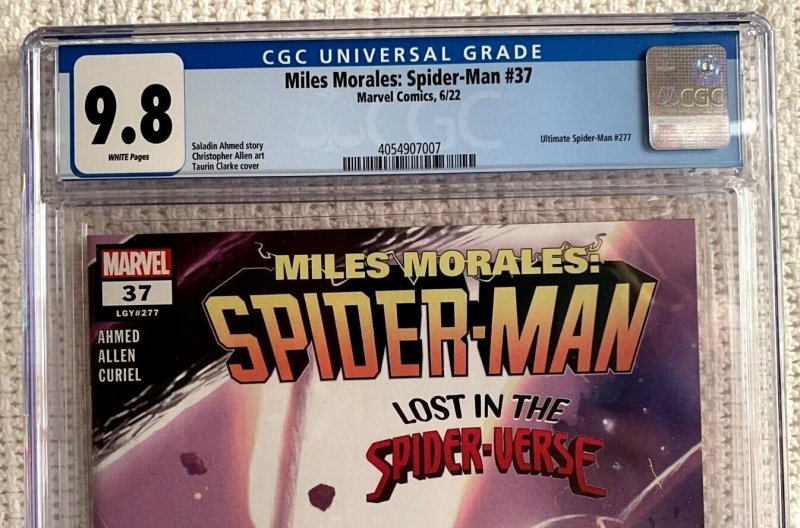 CGC UNIVERSAL GRADE
9.8
WHITE Pages
Miles Morales: Spider-Man #37
Marvel Comics, 6/22
Saladin Ahmed story
Christopher Allen art
Taurin Clarke cover
4054907007
Ultimate Spider-Man #277
CGC
CGC
MARVEL
37
LGY#277
AHMED
ALLEN
CURIEL
MILES MORALES:
SPIDER-MAN
LOST IN THE
SPIDER-VERSE